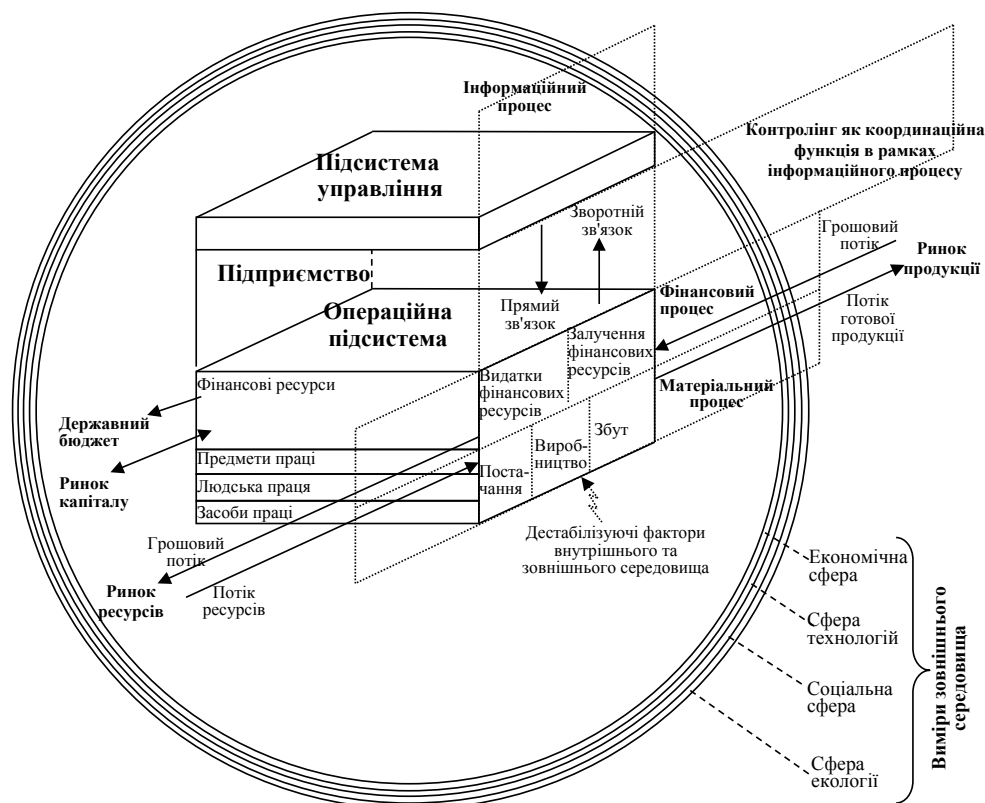 Інформаційний
процес
Контролінг як координаційна
функція в рамках
інформаційного процесу
Підсистема
управління
Зворотній
зв'язок
Грошовий
потік
Ринок
продукції
Підприємство
Фінансовий
процес
Прямий
зв'язок
Потік
готової
продукції
Операційна
підсистема
Залучення
фінансових
ресурсів
Фінансові ресурси
Видатки
фінансових
ресурсів
Матеріальний
процес
Державний
бюджет
Збут
Вироб-
ництво
Предмети праці
Поста-
чання
Ринок
капіталу
Людська праця
Засоби праці
Дестабілізуючі фактори
внутрішнього та
зовнішнього середовища
Грошовий
потік
Ринок
ресурсів
Потік
ресурсів
Економічна
сфера
Сфера
технологій
Соціальна
сфера
Сфера
екології
Виміри зовнішнього
середовища